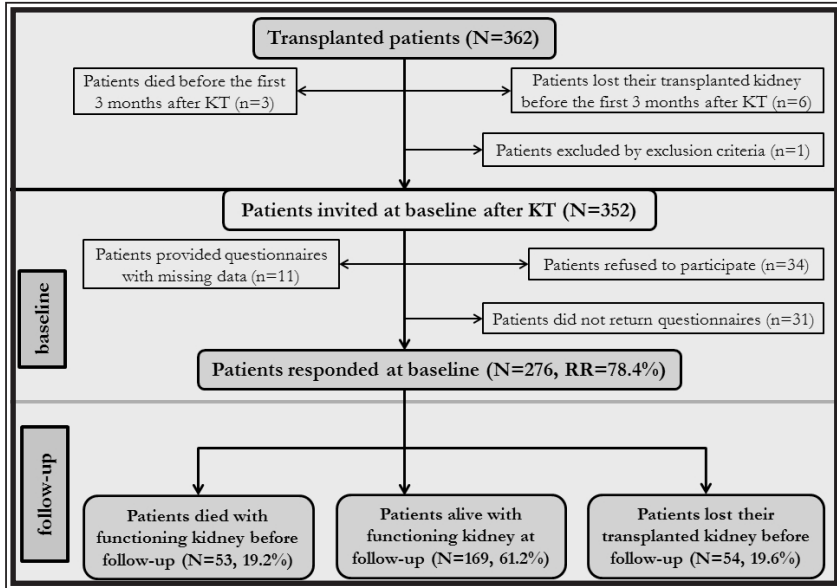 Transplanted patients (N=362)
Patients died before the first
3 months after KT (n=3)
Patients lost their transplanted kidney
before the first 3 months after KT (n=6)
Patients excluded by exclusion criteria (n=1)
Patients invited at baseline after KT (N=352)
Patients provided questionnaires
with missing data (n=11)
Patients refused to participate (n=34)
Patients did not return questionnaires (n=31)
baseline
Patients responded at baseline (N=276, RR=78.4%)
follow-up
Patients died with
functioning kidney before
follow-up (N=53, 19.2%)
Patients alive with
functioning kidney at
follow-up (N=169, 61.2%)
Patients lost their
transplanted kidney before
follow-up (N=54, 19.6%)